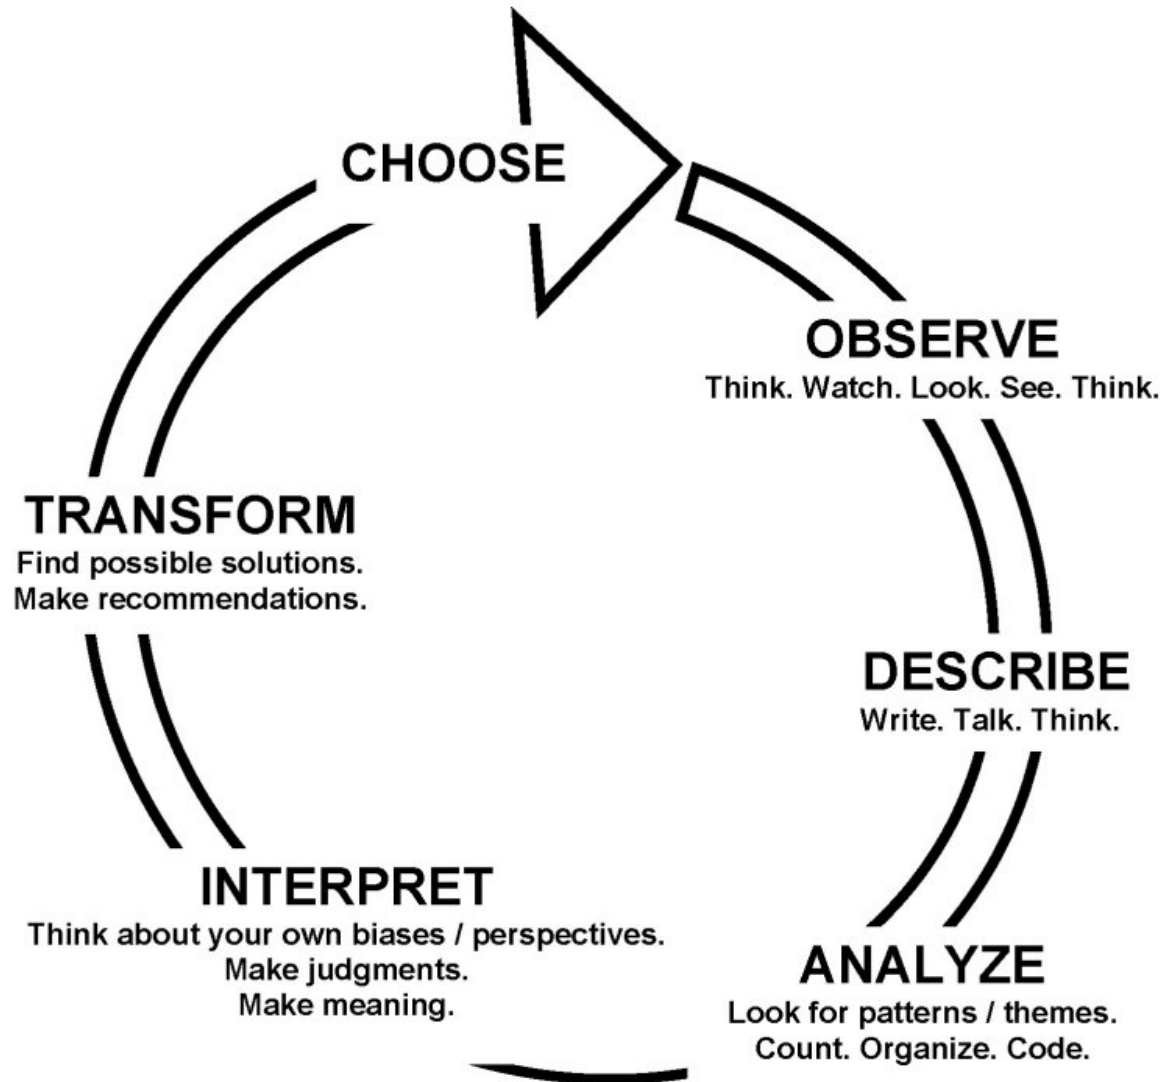 CHOOSE
OBSERVE
Think. Watch. Look. See. Think.
DESCRIBE
Write. Talk. Think.
ANALYZE
Look for patterns / themes.
Count. Organize. Code.
INTERPRET
Think about your own biases / perspectives.
Make judgments.
Make meaning.
TRANSFORM
Find possible solutions.
Make recommendations.